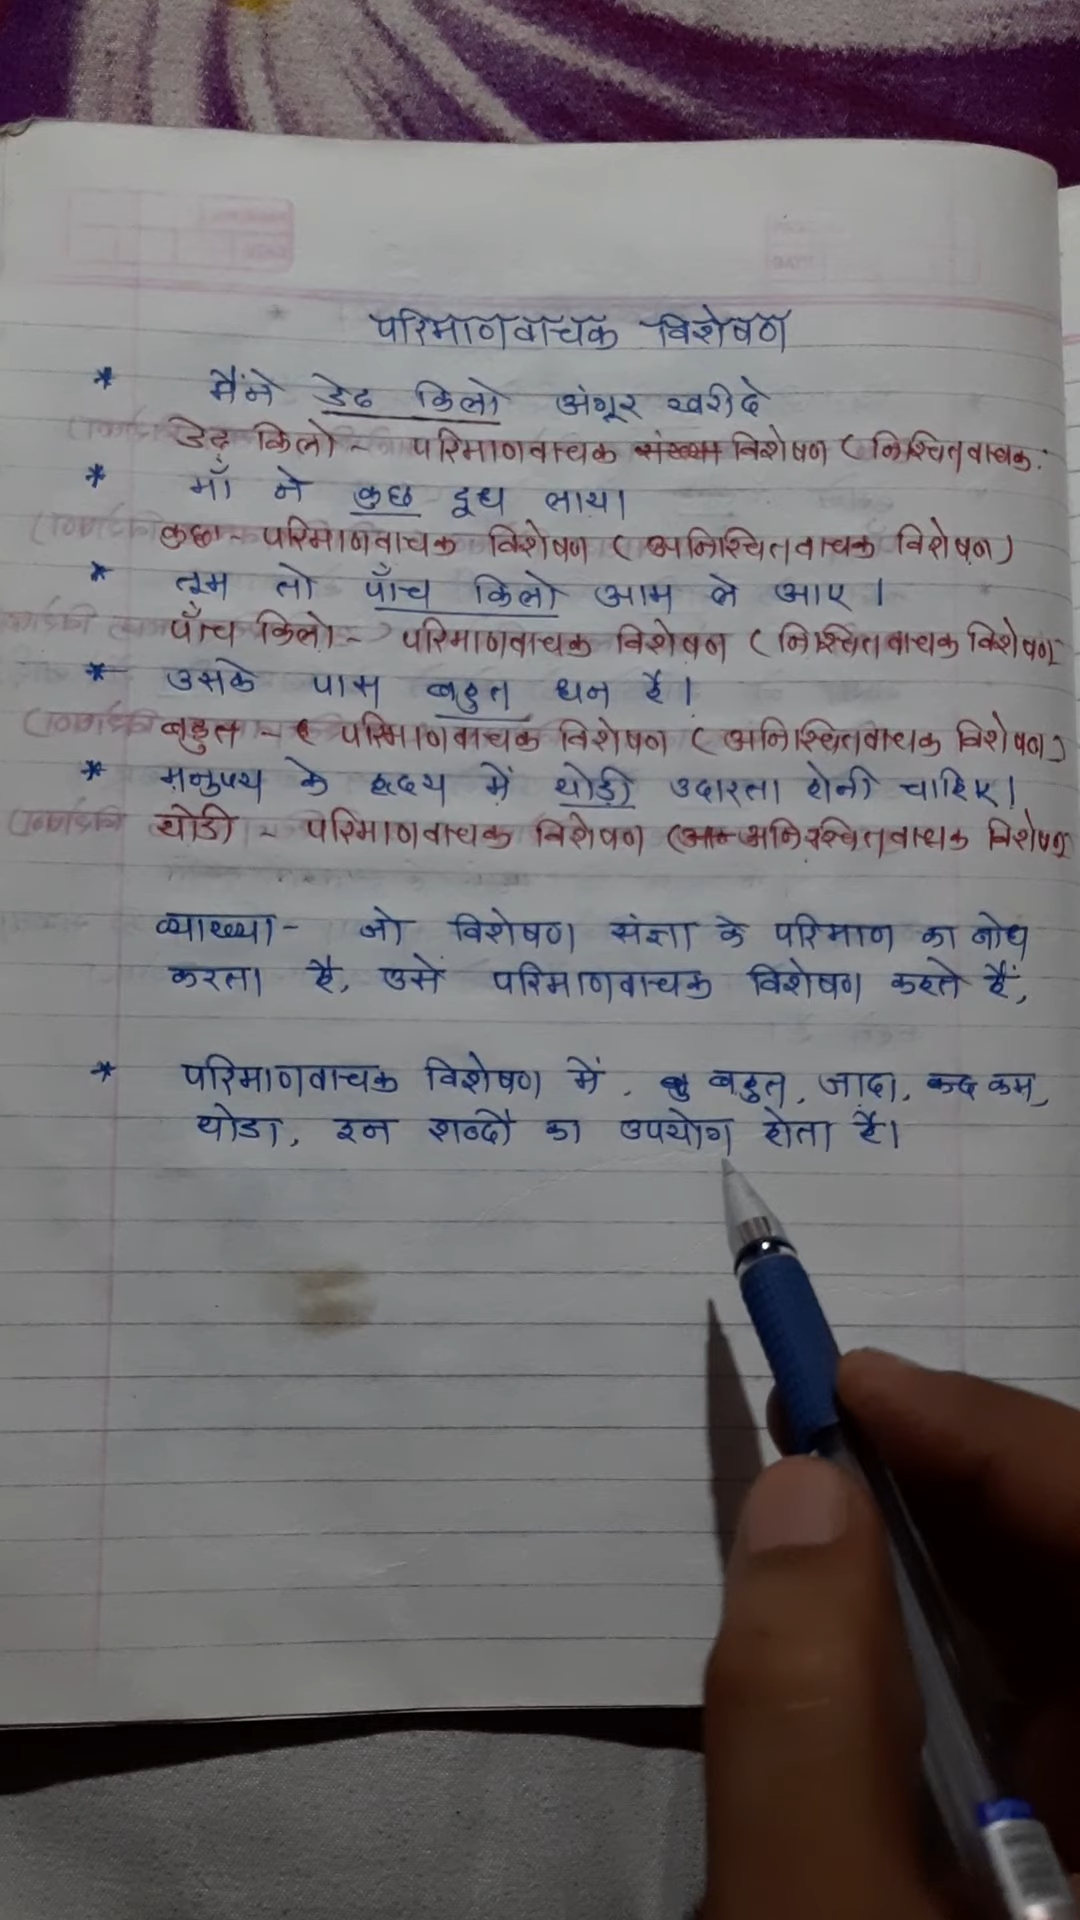 परिमाणवाचक विशेषण
* मैंने डेढ किलो अंगूर खरीदे
डेढ़ किलो - परिमाणवाचक संख्या विशेषण (निश्चितवाचक.
* माँ ने कुछ दूध लाया।
कुछ - परिमाणवाचक विशेषण (अनिश्चितवाचक विशेषण)
* तूम तो पाँच किलो आम ले आए।
पाँच किलो - परिमाणवाचक विशेषण (निश्चितवाचक विशेषण)
* उसके पास बहुत धन है।
बहुत - परिमाणवाचक विशेषण (अनिश्चितवाचक विशेषण)
* मनुष्य के हृदय में थोड़ी उदारता होनी चाहिए।
थोडी - परिमाणवाचक विशेषण (अनिश्चितवाचक विशेषण)
व्याख्या - जो विशेषण संज्ञा के परिमाण का बोध
करता है, उसे परिमाणवाचक विशेषण कहते हैं,
* परिमाणवाचक विशेषण में, बहुत, जादा, कम,
थोडा, इन शब्दों का उपयोग होता है।